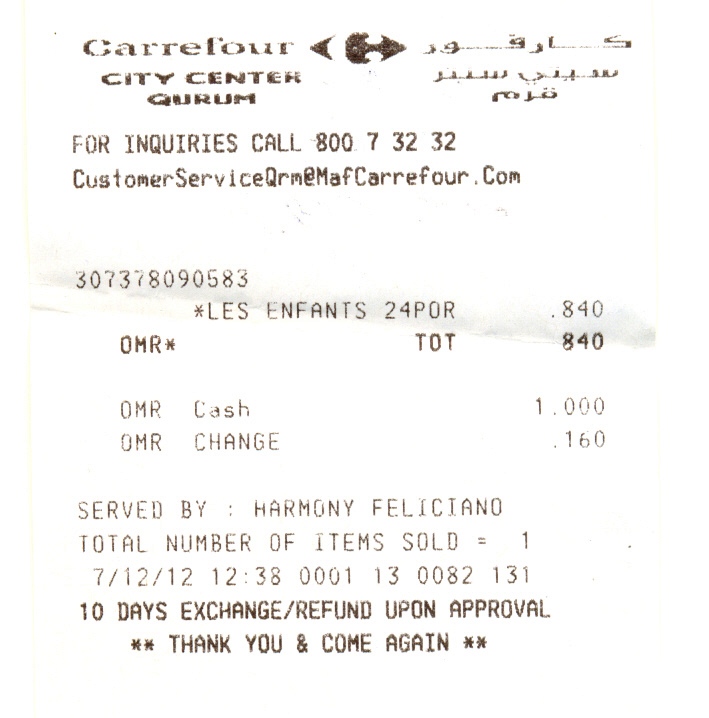 Carrefour كارفور
CITY CENTER سيتي سنتر
QURUM قرم
FOR INQUIRIES CALL 800 7 32 32
CustomerServiceQrm@MafCarrefour.Com
307378090583
*LES ENFANTS 24POR .840
OMR* TOT 840
OMR Cash 1.000
OMR CHANGE .160
SERVED BY : HARMONY FELICIANO
TOTAL NUMBER OF ITEMS SOLD = 1
7/12/12 12:38 0001 13 0082 131
10 DAYS EXCHANGE/REFUND UPON APPROVAL
** THANK YOU & COME AGAIN **